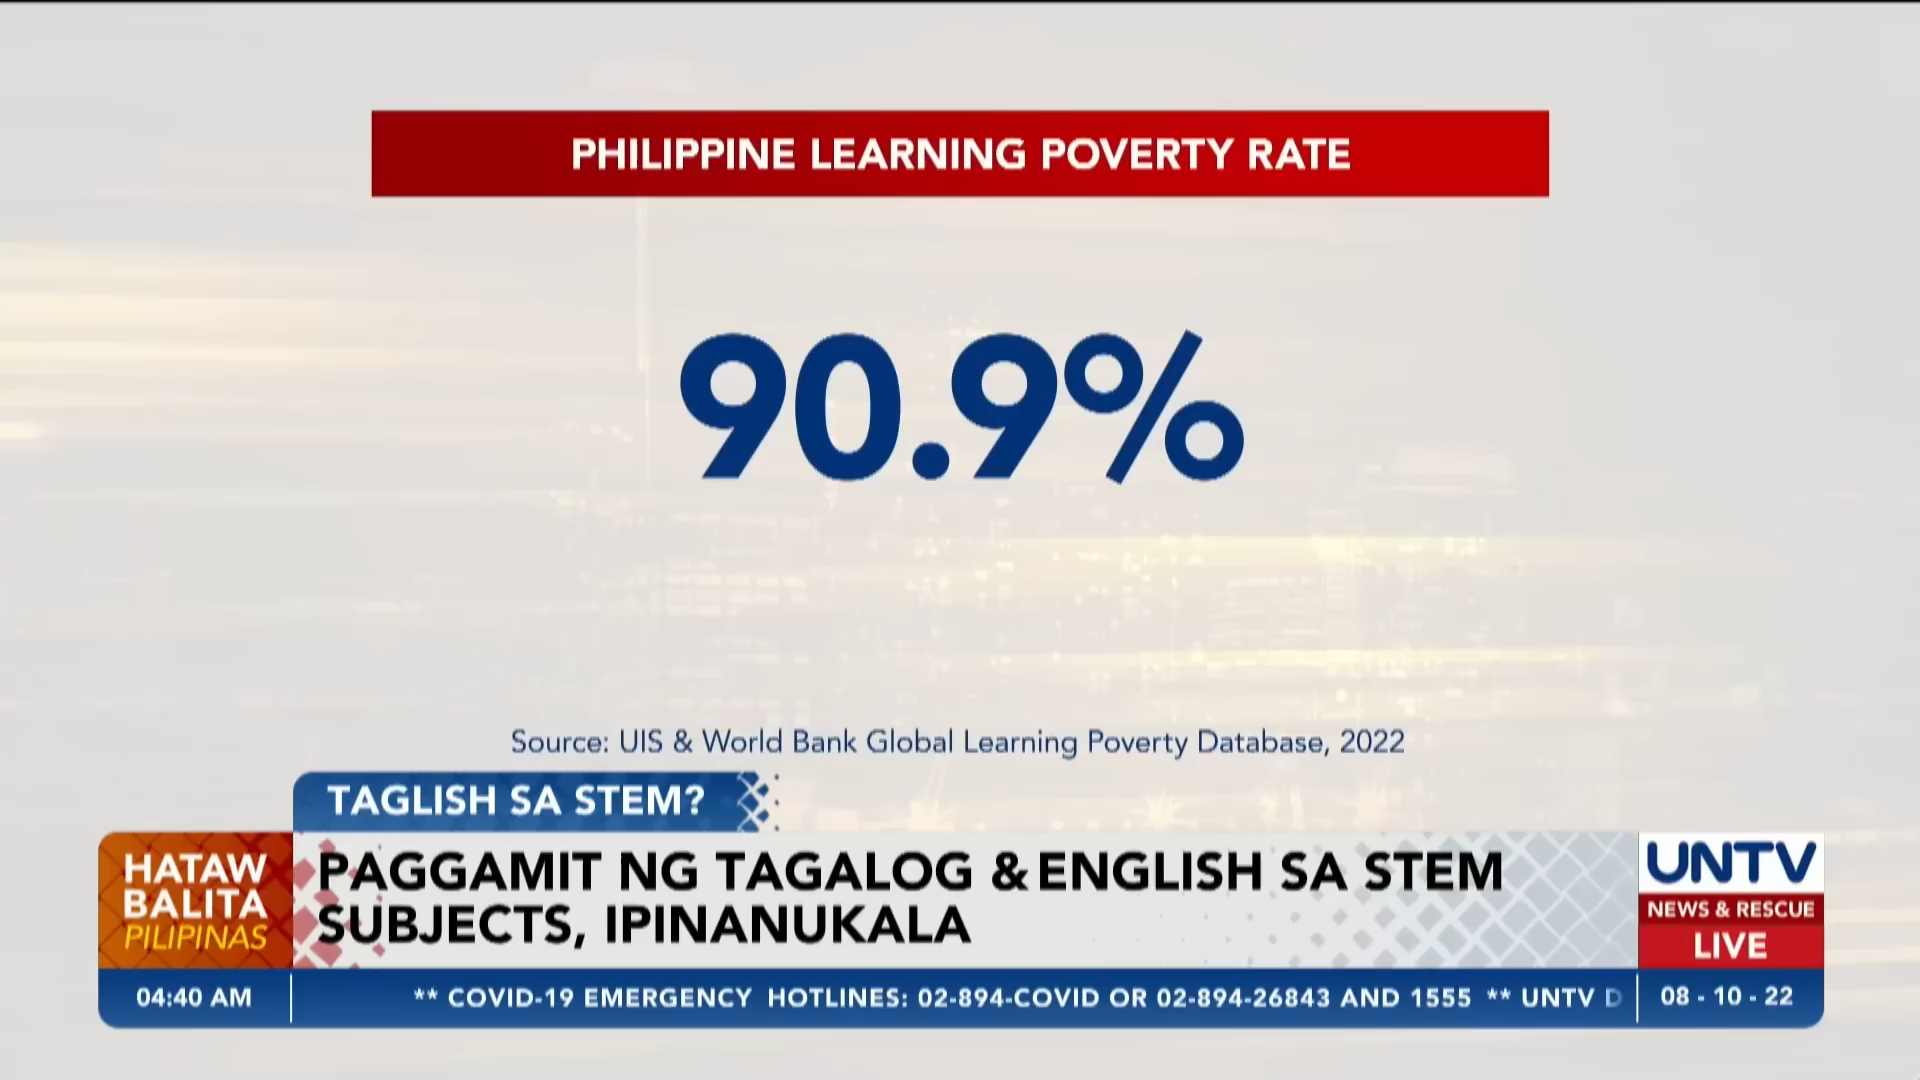 PHILIPPINE LEARNING POVERTY RATE
90.9%
Source: UIS & World Bank Global Learning Poverty Database, 2022
TAGLISH SA STEM?
HATAW
BALITA
PILIPINAS
PAGGAMIT NG TAGALOG & ENGLISH SA STEM
SUBJECTS, IPINANUKALA
UNTV
NEWS & RESCUE
LIVE
04:40 AM
** COVID-19 EMERGENCY HOTLINES: 02-894-COVID OR 02-894-26843 AND 1555 ** UNTV D
08 - 10 - 22